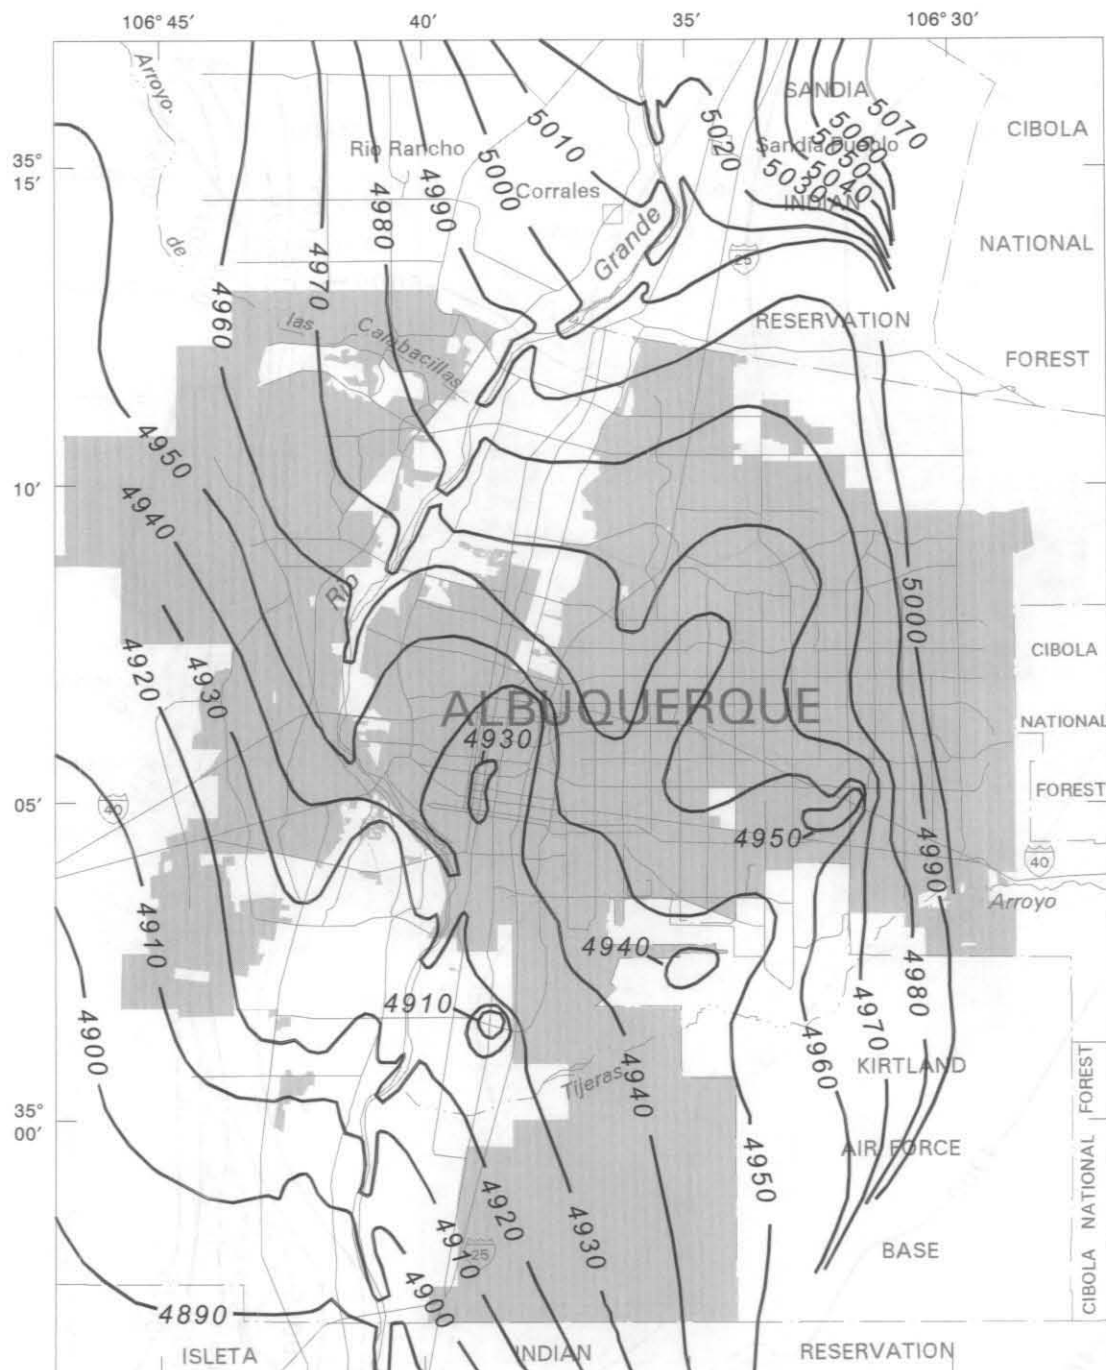 106° 45′ 40′ 35′ 106° 30′
Arroyo
SANDIA
5070
CIBOLA
5010
5020
Rio Rancho
Sandia Pueblo
5060
5050
5040
5030
35°
15′
4990
5000
Corrales
INDIAN
4980
de
Grande
25
NATIONAL
4970
4960
RESERVATION
las
Calabacillas
FOREST
4950
10′
4940
Rio
5000
4920
4930
CIBOLA
ALBUQUERQUE
NATIONAL
4930
05′
40
FOREST
4950
4990
40
Arroyo
4910
4940
4910
4980
4900
4970
4960
KIRTLAND
4940
Tijeras
35°
00′
AIR FORCE
4950
4920
4930
4910
25
BASE
4900
4890
CIBOLA NATIONAL FOREST
ISLETA INDIAN RESERVATION